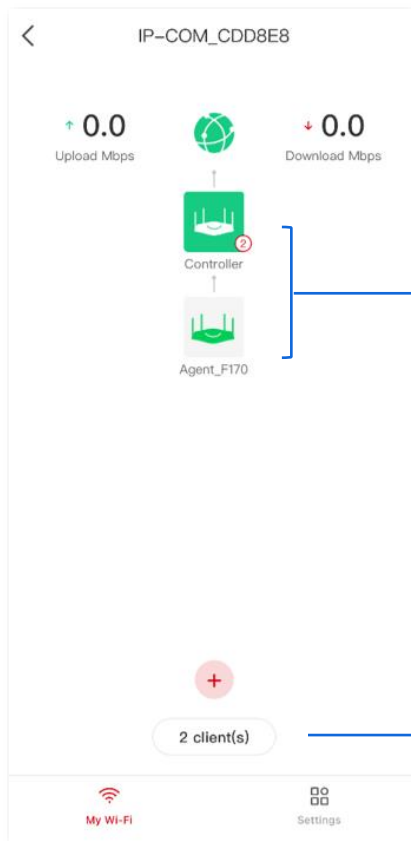 IP-COM_CDD8E8
↑ 0.0
Upload Mbps
↓ 0.0
Download Mbps
2
Controller
Agent_F170
+
2 client(s)
My Wi-Fi
Settings